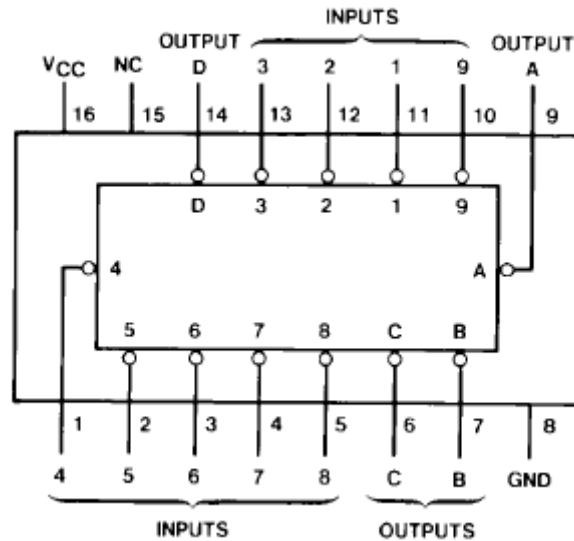 INPUTS
OUTPUT OUTPUT
VCC NC D 3 2 1 9 A
16 15 14 13 12 11 10 9
D 3 2 1 9
4 A
5 6 7 8 C B
1 2 3 4 5 6 7 8
4 5 6 7 8 C B GND
INPUTS OUTPUTS